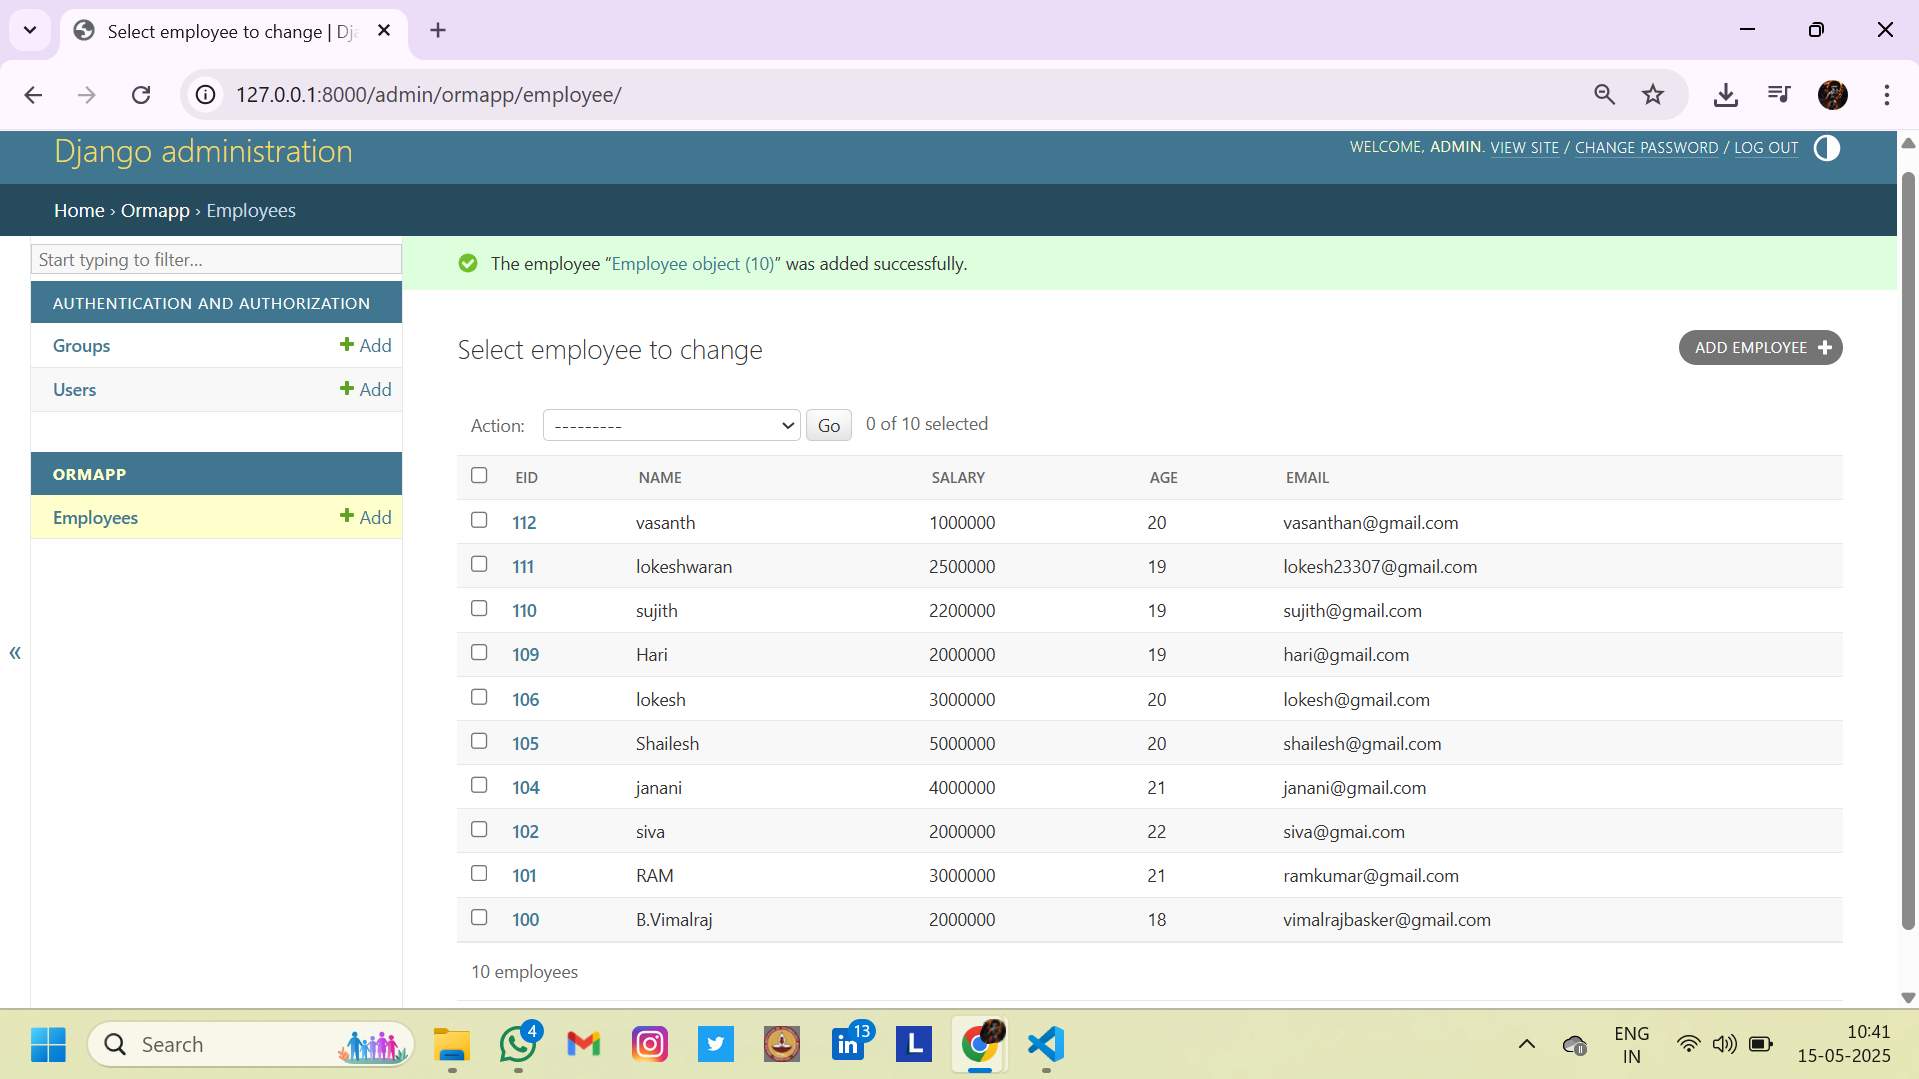 Select employee to change | Dj
127.0.0.1:8000/admin/ormapp/employee/
Django administration
WELCOME, ADMIN. VIEW SITE / CHANGE PASSWORD / LOG OUT
Home › Ormapp › Employees
Start typing to filter...
The employee “Employee object (10)” was added successfully.
AUTHENTICATION AND AUTHORIZATION
Groups + Add
Users + Add
ORMAPP
Employees + Add
«
Select employee to change
ADD EMPLOYEE +
Action: --------- Go 0 of 10 selected
EID NAME SALARY AGE EMAIL
112 vasanth 1000000 20 vasanthan@gmail.com
111 lokeshwaran 2500000 19 lokesh23307@gmail.com
110 sujith 2200000 19 sujith@gmail.com
109 Hari 2000000 19 hari@gmail.com
106 lokesh 3000000 20 lokesh@gmail.com
105 Shailesh 5000000 20 shailesh@gmail.com
104 janani 4000000 21 janani@gmail.com
102 siva 2000000 22 siva@gmai.com
101 RAM 3000000 21 ramkumar@gmail.com
100 B.Vimalraj 2000000 18 vimalrajbasker@gmail.com
10 employees
Search
4
in 13
L
ENG
IN
10:41
15-05-2025